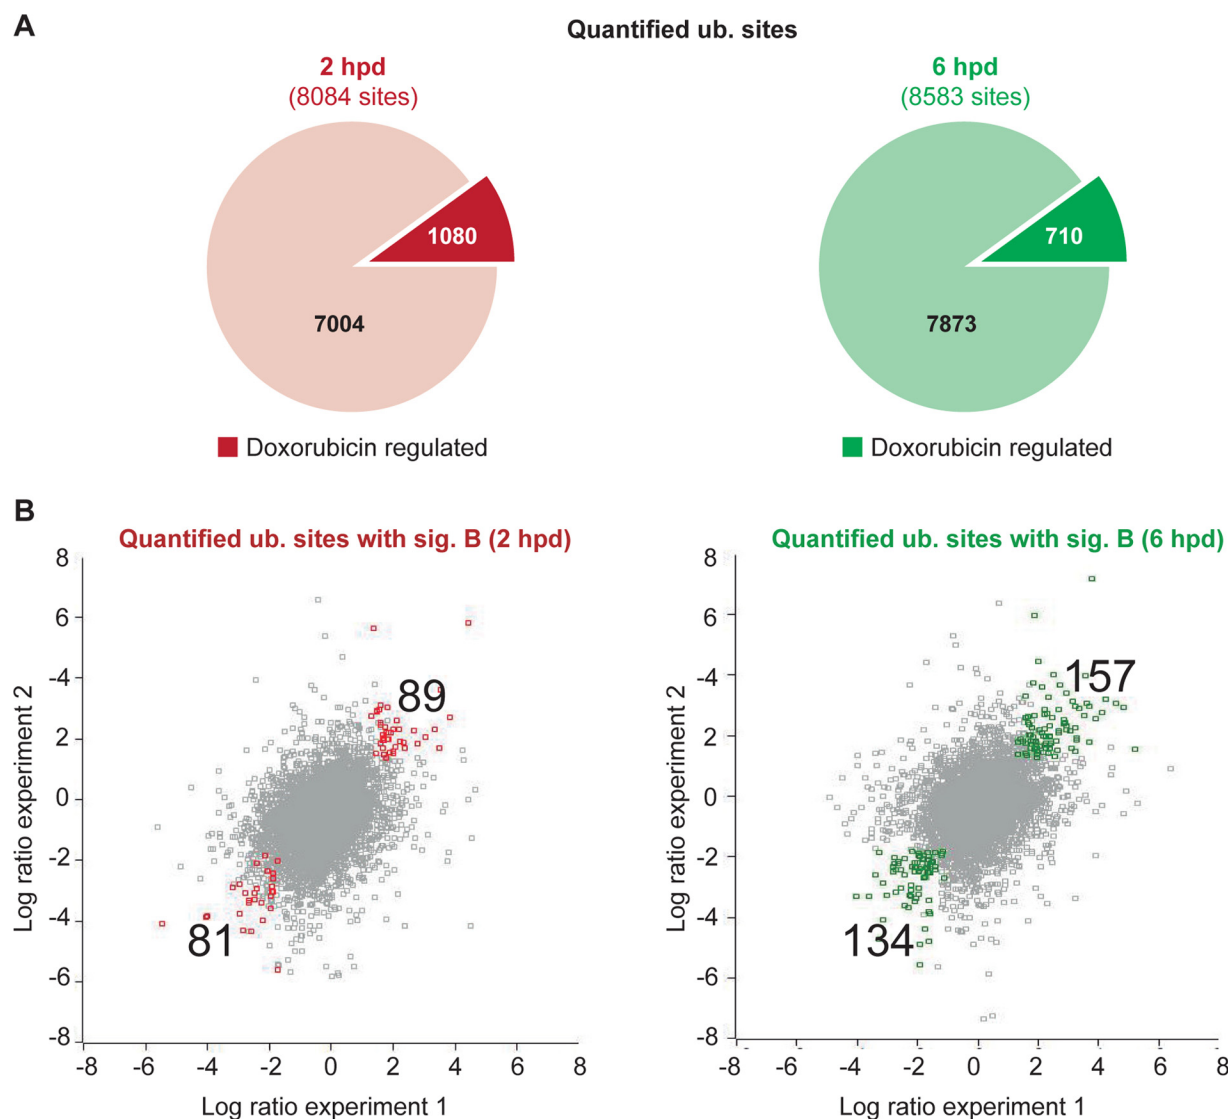 A
Quantified ub. sites
2 hpd
(8084 sites)
6 hpd
(8583 sites)
1080
7004
710
7873
Doxorubicin regulated
Doxorubicin regulated
B
Quantified ub. sites with sig. B (2 hpd)
Quantified ub. sites with sig. B (6 hpd)
8
6
-4
2
0
-2
-4
-6
-8
Log ratio experiment 2
89
81
-8
-6
-4
-2
0
2
4
6
8
Log ratio experiment 1
8
6
-4
2
0
-2
-4
-6
-8
Log ratio experiment 2
157
134
-8
-6
-4
-2
0
2
4
6
8
Log ratio experiment 1